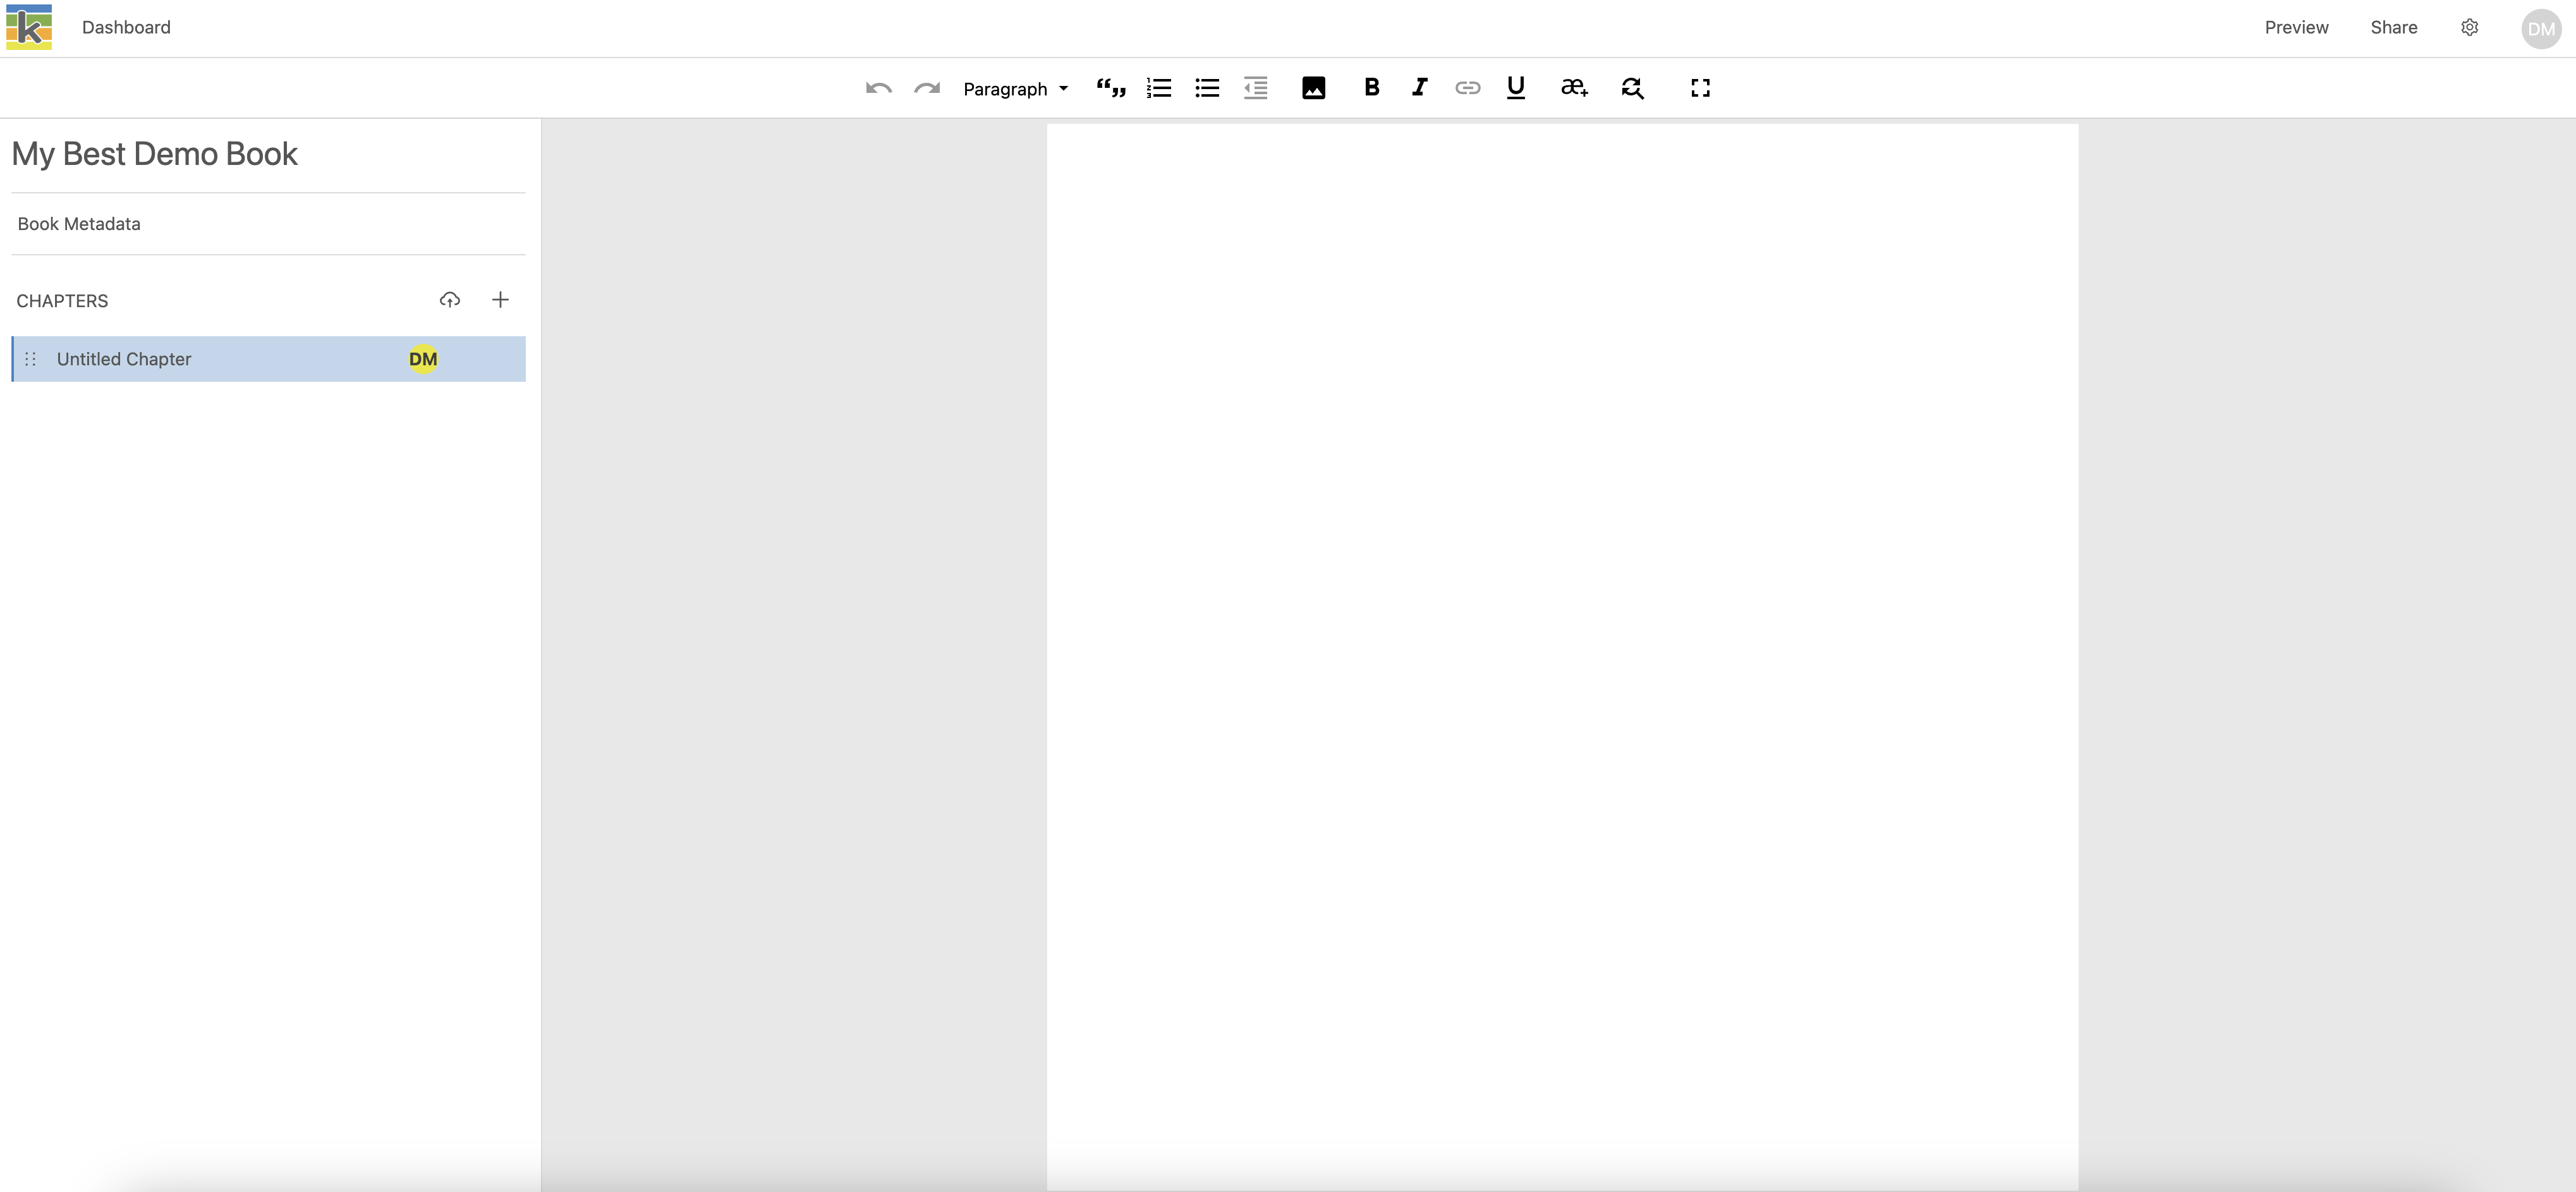 k Dashboard Preview Share DM
Paragraph “„ B I U æ+
My Best Demo Book
Book Metadata
CHAPTERS
Untitled Chapter DM